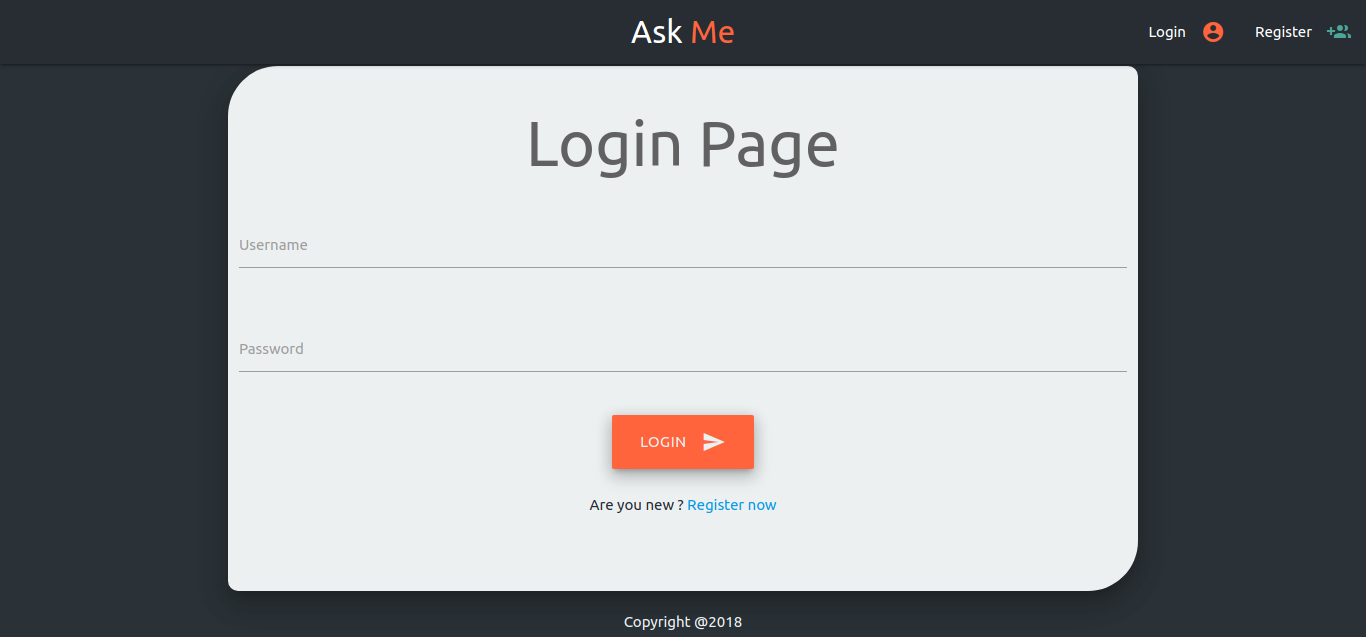 Ask Me
Login
Register
Login Page
Username
Password
LOGIN
Are you new ? Register now
Copyright @2018